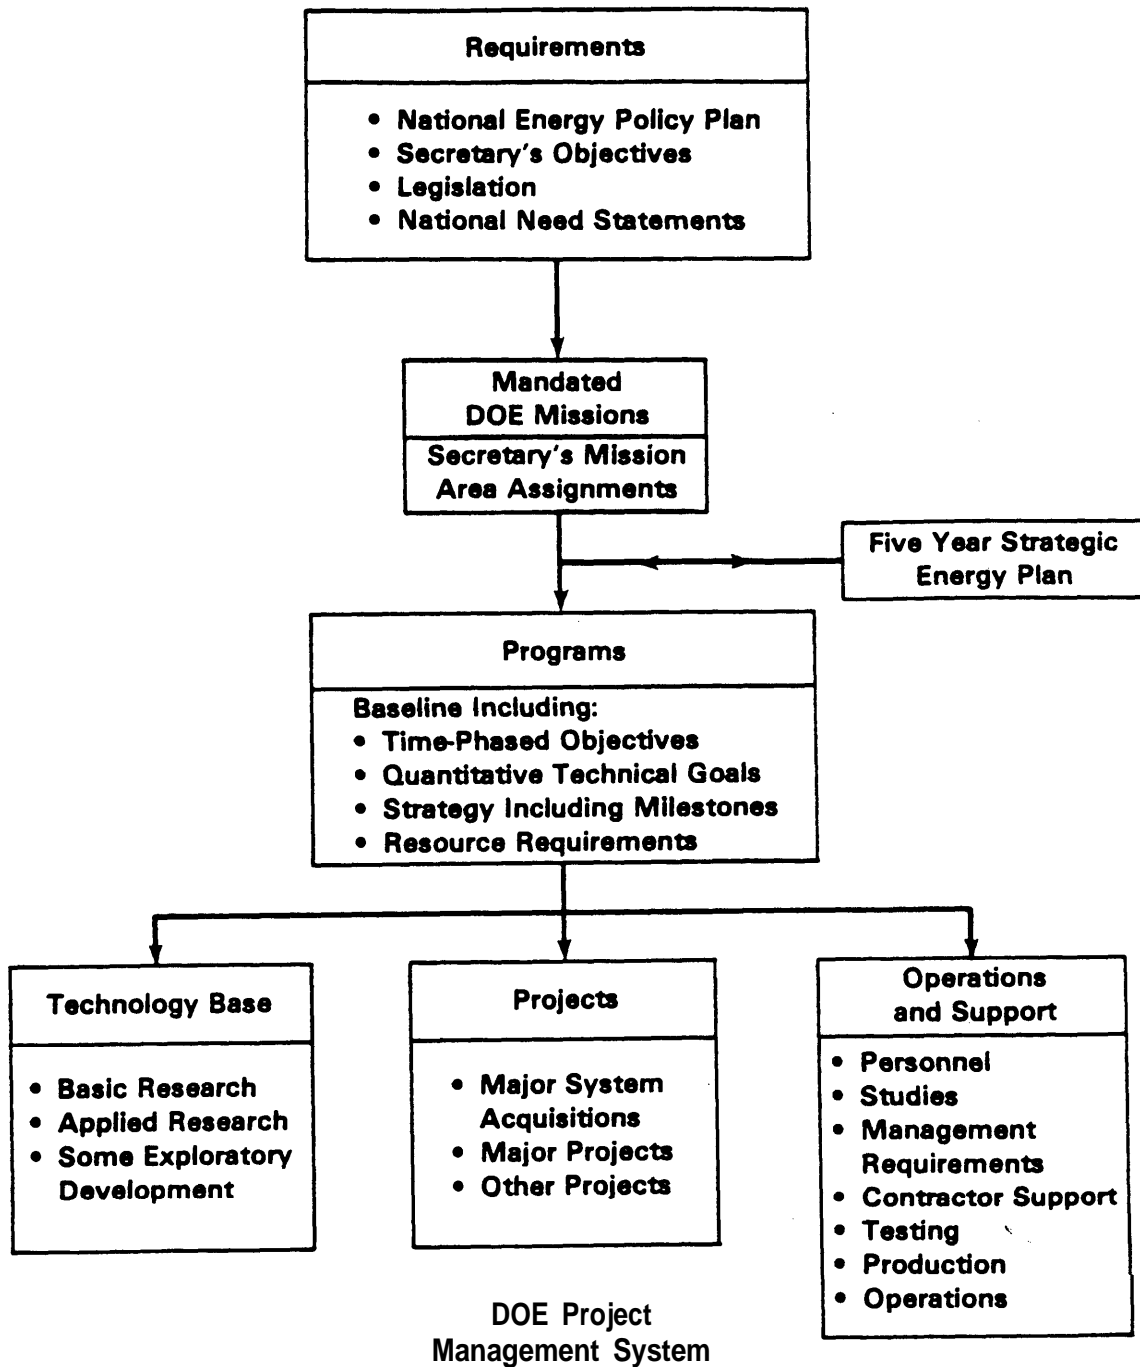 Requirements
• National Energy Policy Plan
• Secretary's Objectives
• Legislation
• National Need Statements
Mandated
DOE Missions
Secretary's Mission
Area Assignments
Five Year Strategic
Energy Plan
Programs
Baseline Including:
• Time-Phased Objectives
• Quantitative Technical Goals
• Strategy Including Milestones
• Resource Requirements
Technology Base
• Basic Research
• Applied Research
• Some Exploratory
Development
Projects
• Major System
Acquisitions
• Major Projects
• Other Projects
Operations
and Support
• Personnel
• Studies
• Management
Requirements
• Contractor Support
• Testing
• Production
• Operations
DOE Project
Management System